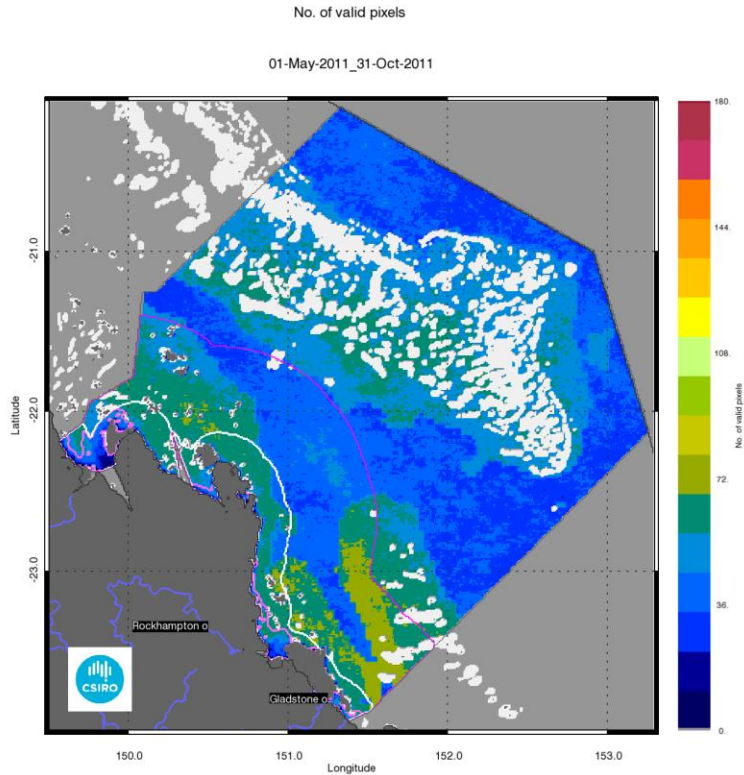 No. of valid pixels
01-May-2011_31-Oct-2011
180.
144.
108.
72.
36.
0.
No. of valid pixels
-21.0
-22.0
-23.0
Latitude
Rockhampton o
Gladstone o
CSIRO
150.0 151.0 152.0 153.0
Longitude